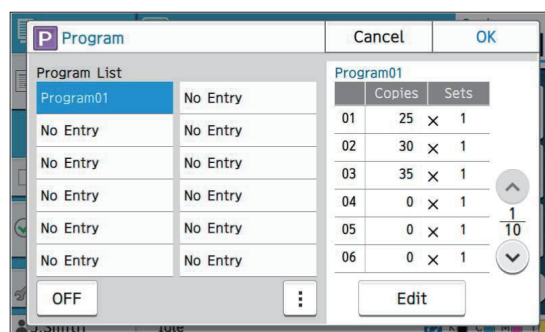 P Program Cancel OK
Program List
Program01 No Entry
No Entry No Entry
No Entry No Entry
No Entry No Entry
No Entry No Entry
No Entry No Entry
OFF
Program01
Copies Sets
01 25 × 1
02 30 × 1
03 35 × 1
04 0 × 1
05 0 × 1
06 0 × 1
1
10
Edit
J.Smith Idle